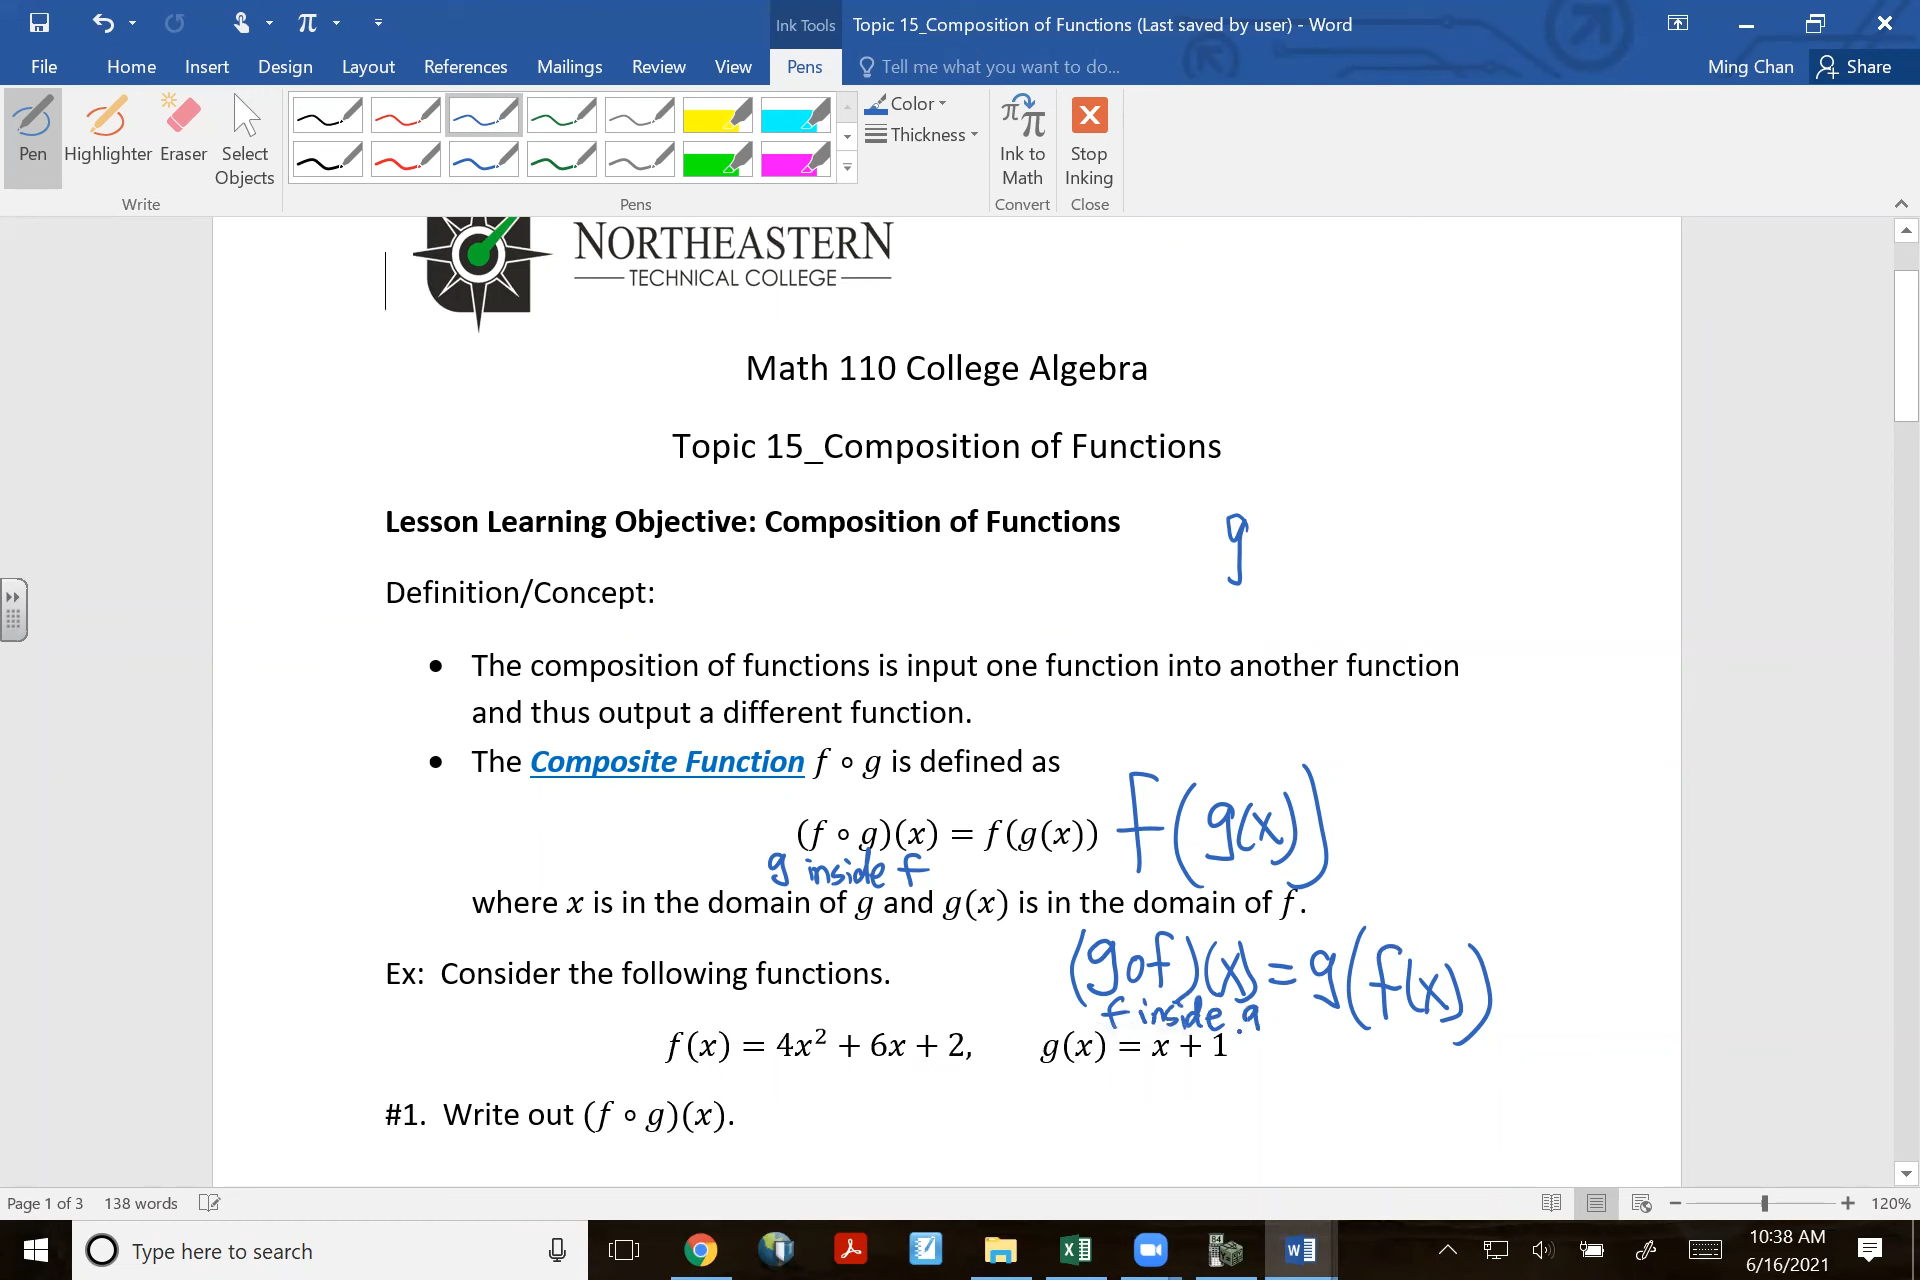 Ink Tools
Topic 15_Composition of Functions (Last saved by user) - Word
File Home Insert Design Layout References Mailings Review View Pens Tell me what you want to do... Ming Chan Share
Pen Highlighter Eraser Select Objects
Color
Thickness
Ink to Math
Stop Inking
Write Pens Convert Close
NORTHEASTERN
TECHNICAL COLLEGE
Math 110 College Algebra
Topic 15_Composition of Functions
Lesson Learning Objective: Composition of Functions
g
Definition/Concept:
• The composition of functions is input one function into another function
and thus output a different function.
• The Composite Function f ∘ g is defined as
(f ∘ g)(x) = f(g(x)) f(g(x))
g inside f
where x is in the domain of g and g(x) is in the domain of f.
(g∘f)(x) = g(f(x))
Ex: Consider the following functions.
f inside g
f(x) = 4x² + 6x + 2, g(x) = x + 1
#1. Write out (f ∘ g)(x).
Page 1 of 3 138 words 120%
Type here to search
10:38 AM
6/16/2021